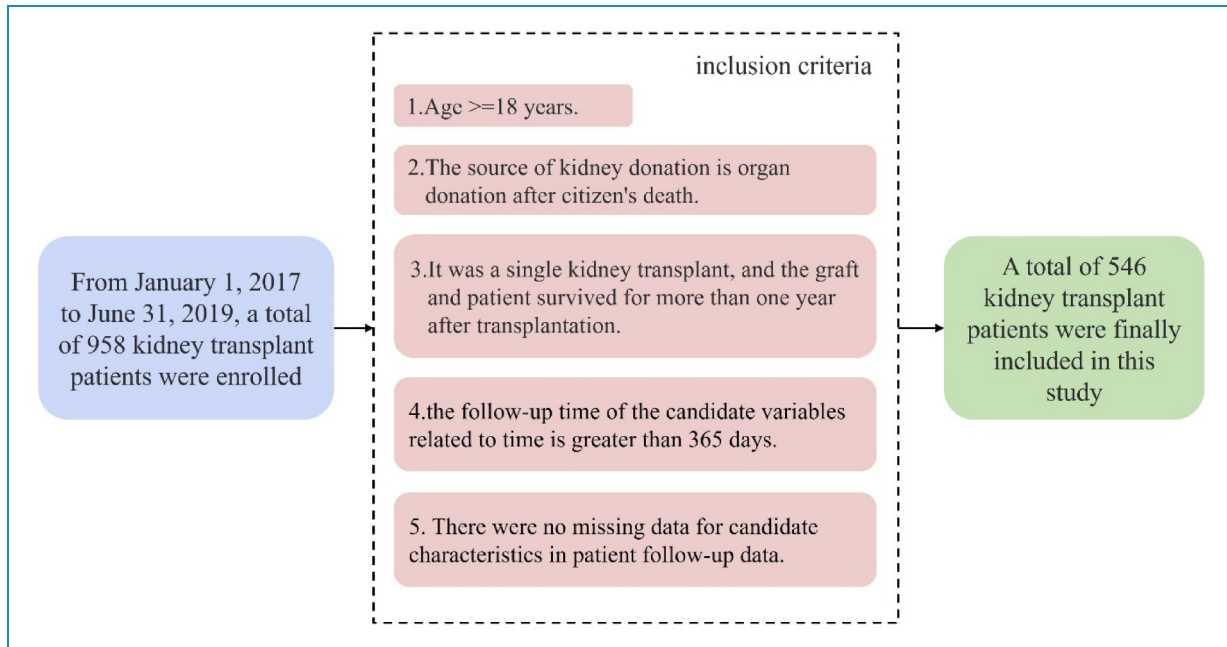 From January 1, 2017
to June 31, 2019, a total
of 958 kidney transplant
patients were enrolled
inclusion criteria
1.Age >=18 years.
2.The source of kidney donation is organ
donation after citizen's death.
3.It was a single kidney transplant, and the graft
and patient survived for more than one year
after transplantation.
4.the follow-up time of the candidate variables
related to time is greater than 365 days.
5. There were no missing data for candidate
characteristics in patient follow-up data.
A total of 546
kidney transplant
patients were finally
included in this
study